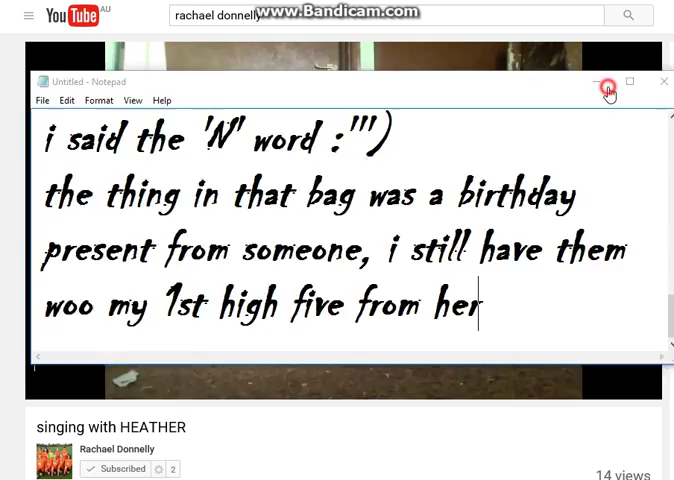 YouTube AU
rachael donnelly
www.Bandicam.com
Untitled - Notepad
File Edit Format View Help
i said the 'N' word :''')
the thing in that bag was a birthday
present from someone, i still have them
woo my 1st high five from her
singing with HEATHER
Rachael Donnelly
Subscribed 2
14 views